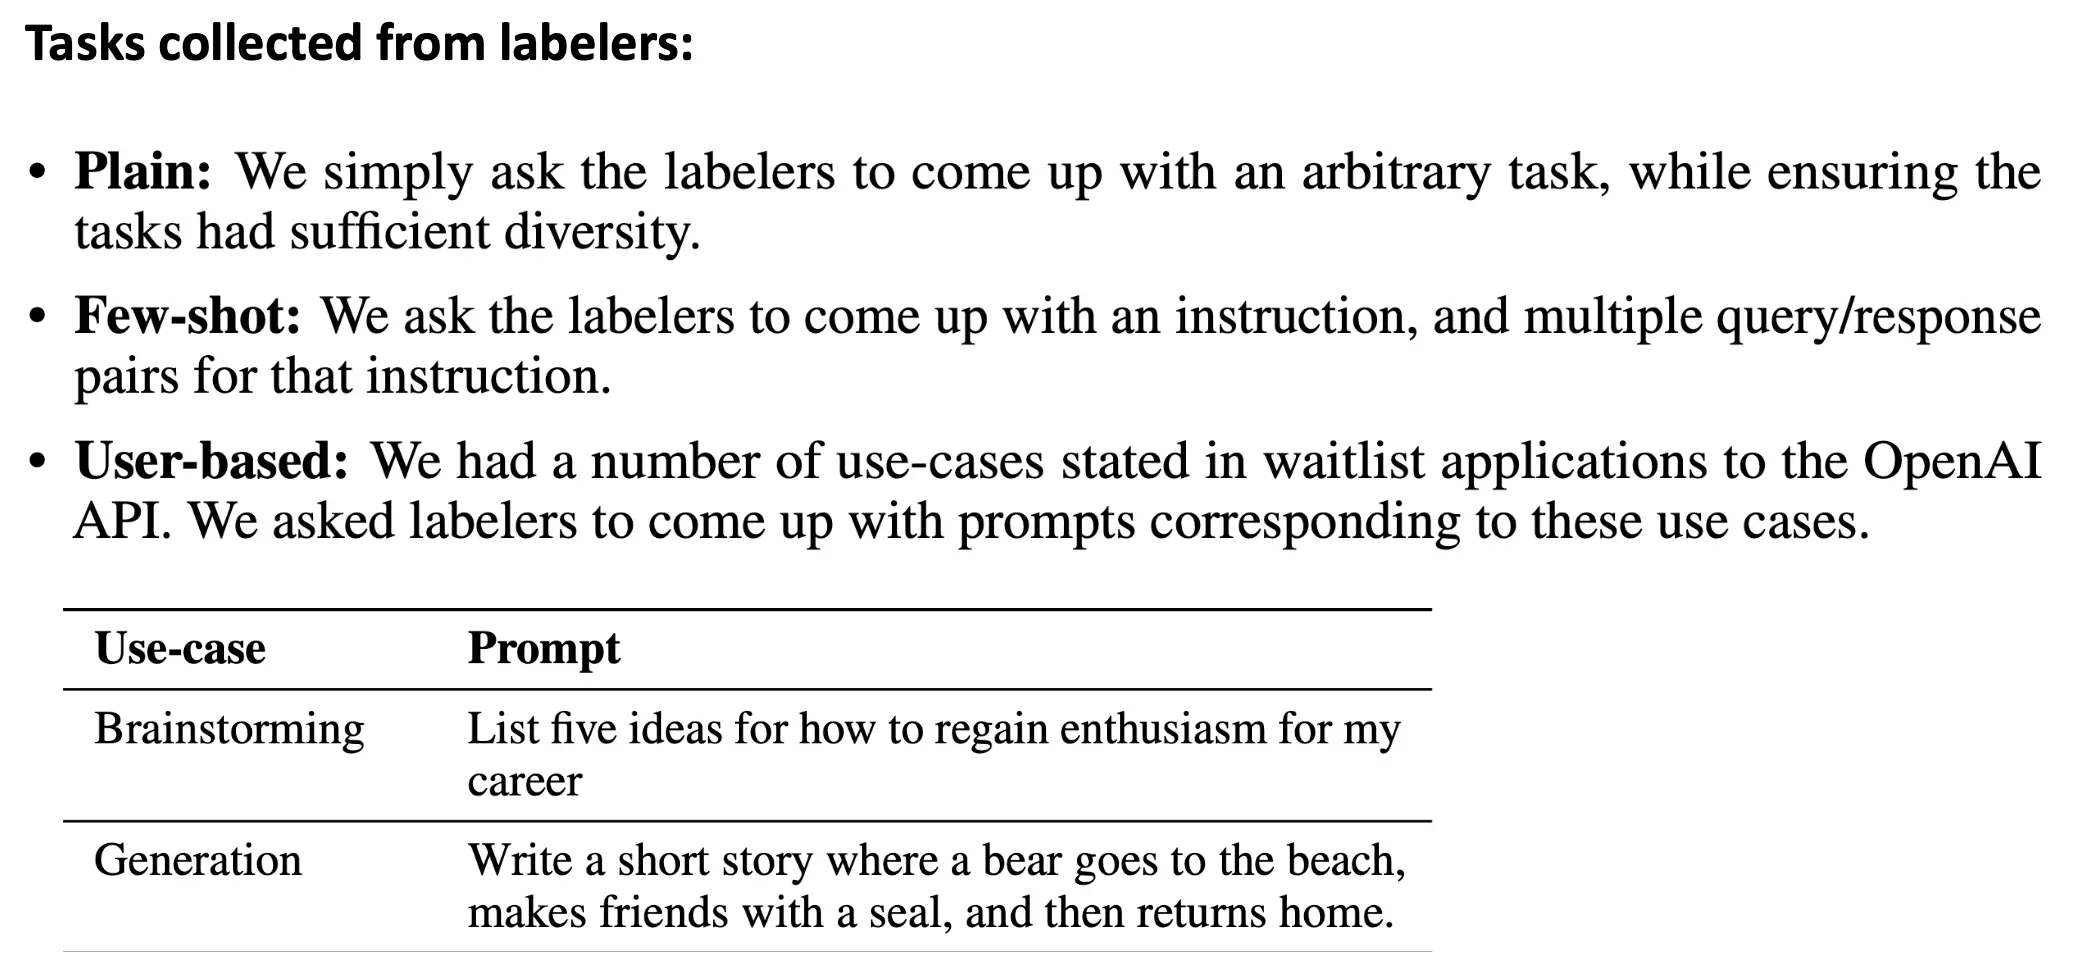 Tasks collected from labelers:
• Plain: We simply ask the labelers to come up with an arbitrary task, while ensuring the
tasks had sufficient diversity.
• Few-shot: We ask the labelers to come up with an instruction, and multiple query/response
pairs for that instruction.
• User-based: We had a number of use-cases stated in waitlist applications to the OpenAI
API. We asked labelers to come up with prompts corresponding to these use cases.
Use-case Prompt
Brainstorming List five ideas for how to regain enthusiasm for my
career
Generation Write a short story where a bear goes to the beach,
makes friends with a seal, and then returns home.